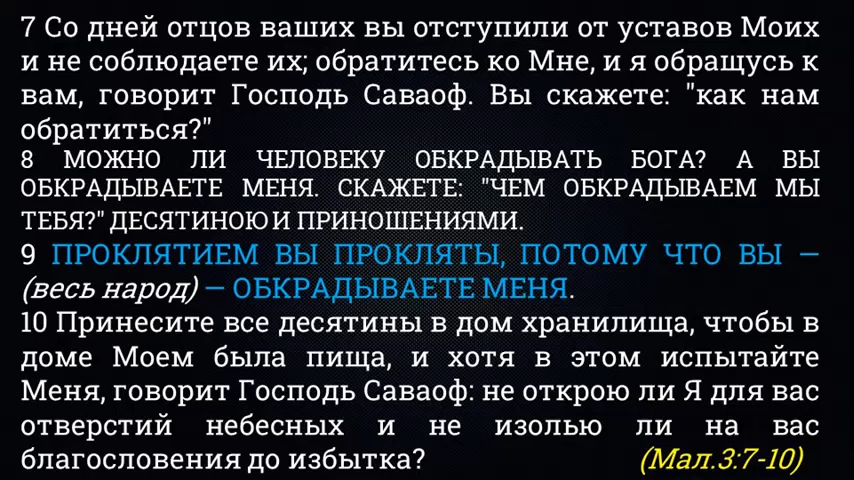 7 Со дней отцов ваших вы отступили от уставов Моих
и не соблюдаете их; обратитесь ко Мне, и я обращусь к
вам, говорит Господь Саваоф. Вы скажете: "как нам
обратиться?"
8 МОЖНО ЛИ ЧЕЛОВЕКУ ОБКРАДЫВАТЬ БОГА? А ВЫ
ОБКРАДЫВАЕТЕ МЕНЯ. СКАЖЕТЕ: "ЧЕМ ОБКРАДЫВАЕМ МЫ
ТЕБЯ?" ДЕСЯТИНОЮ И ПРИНОШЕНИЯМИ.
9 ПРОКЛЯТИЕМ ВЫ ПРОКЛЯТЫ, ПОТОМУ ЧТО ВЫ —
(весь народ) — ОБКРАДЫВАЕТЕ МЕНЯ.
10 Принесите все десятины в дом хранилища, чтобы в
доме Моем была пища, и хотя в этом испытайте
Меня, говорит Господь Саваоф: не открою ли Я для вас
отверстий небесных и не изолью ли на вас
благословения до избытка? (Мал.3:7-10)